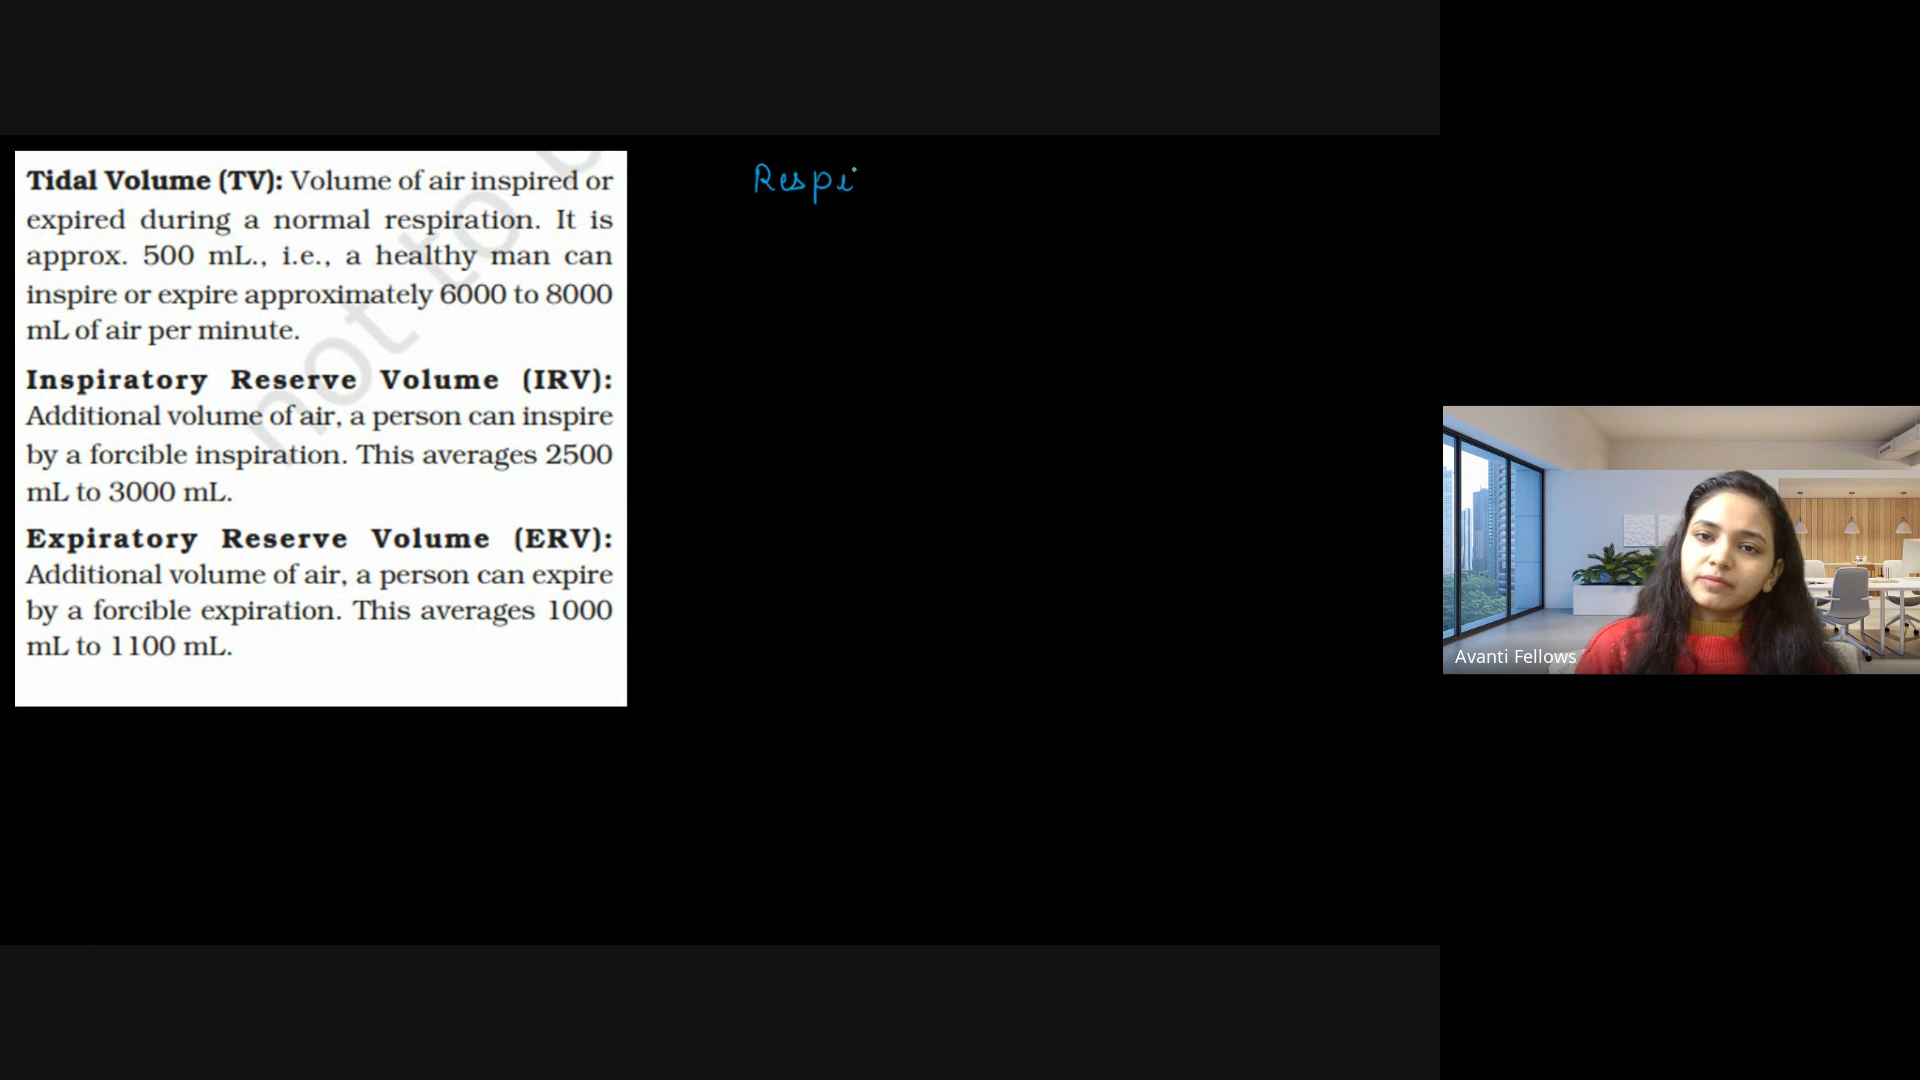 Tidal Volume (TV): Volume of air inspired or
expired during a normal respiration. It is
approx. 500 mL., i.e., a healthy man can
inspire or expire approximately 6000 to 8000
mL of air per minute.
Inspiratory Reserve Volume (IRV):
Additional volume of air, a person can inspire
by a forcible inspiration. This averages 2500
mL to 3000 mL.
Expiratory Reserve Volume (ERV):
Additional volume of air, a person can expire
by a forcible expiration. This averages 1000
mL to 1100 mL.
not to
Respi
Avanti Fellows